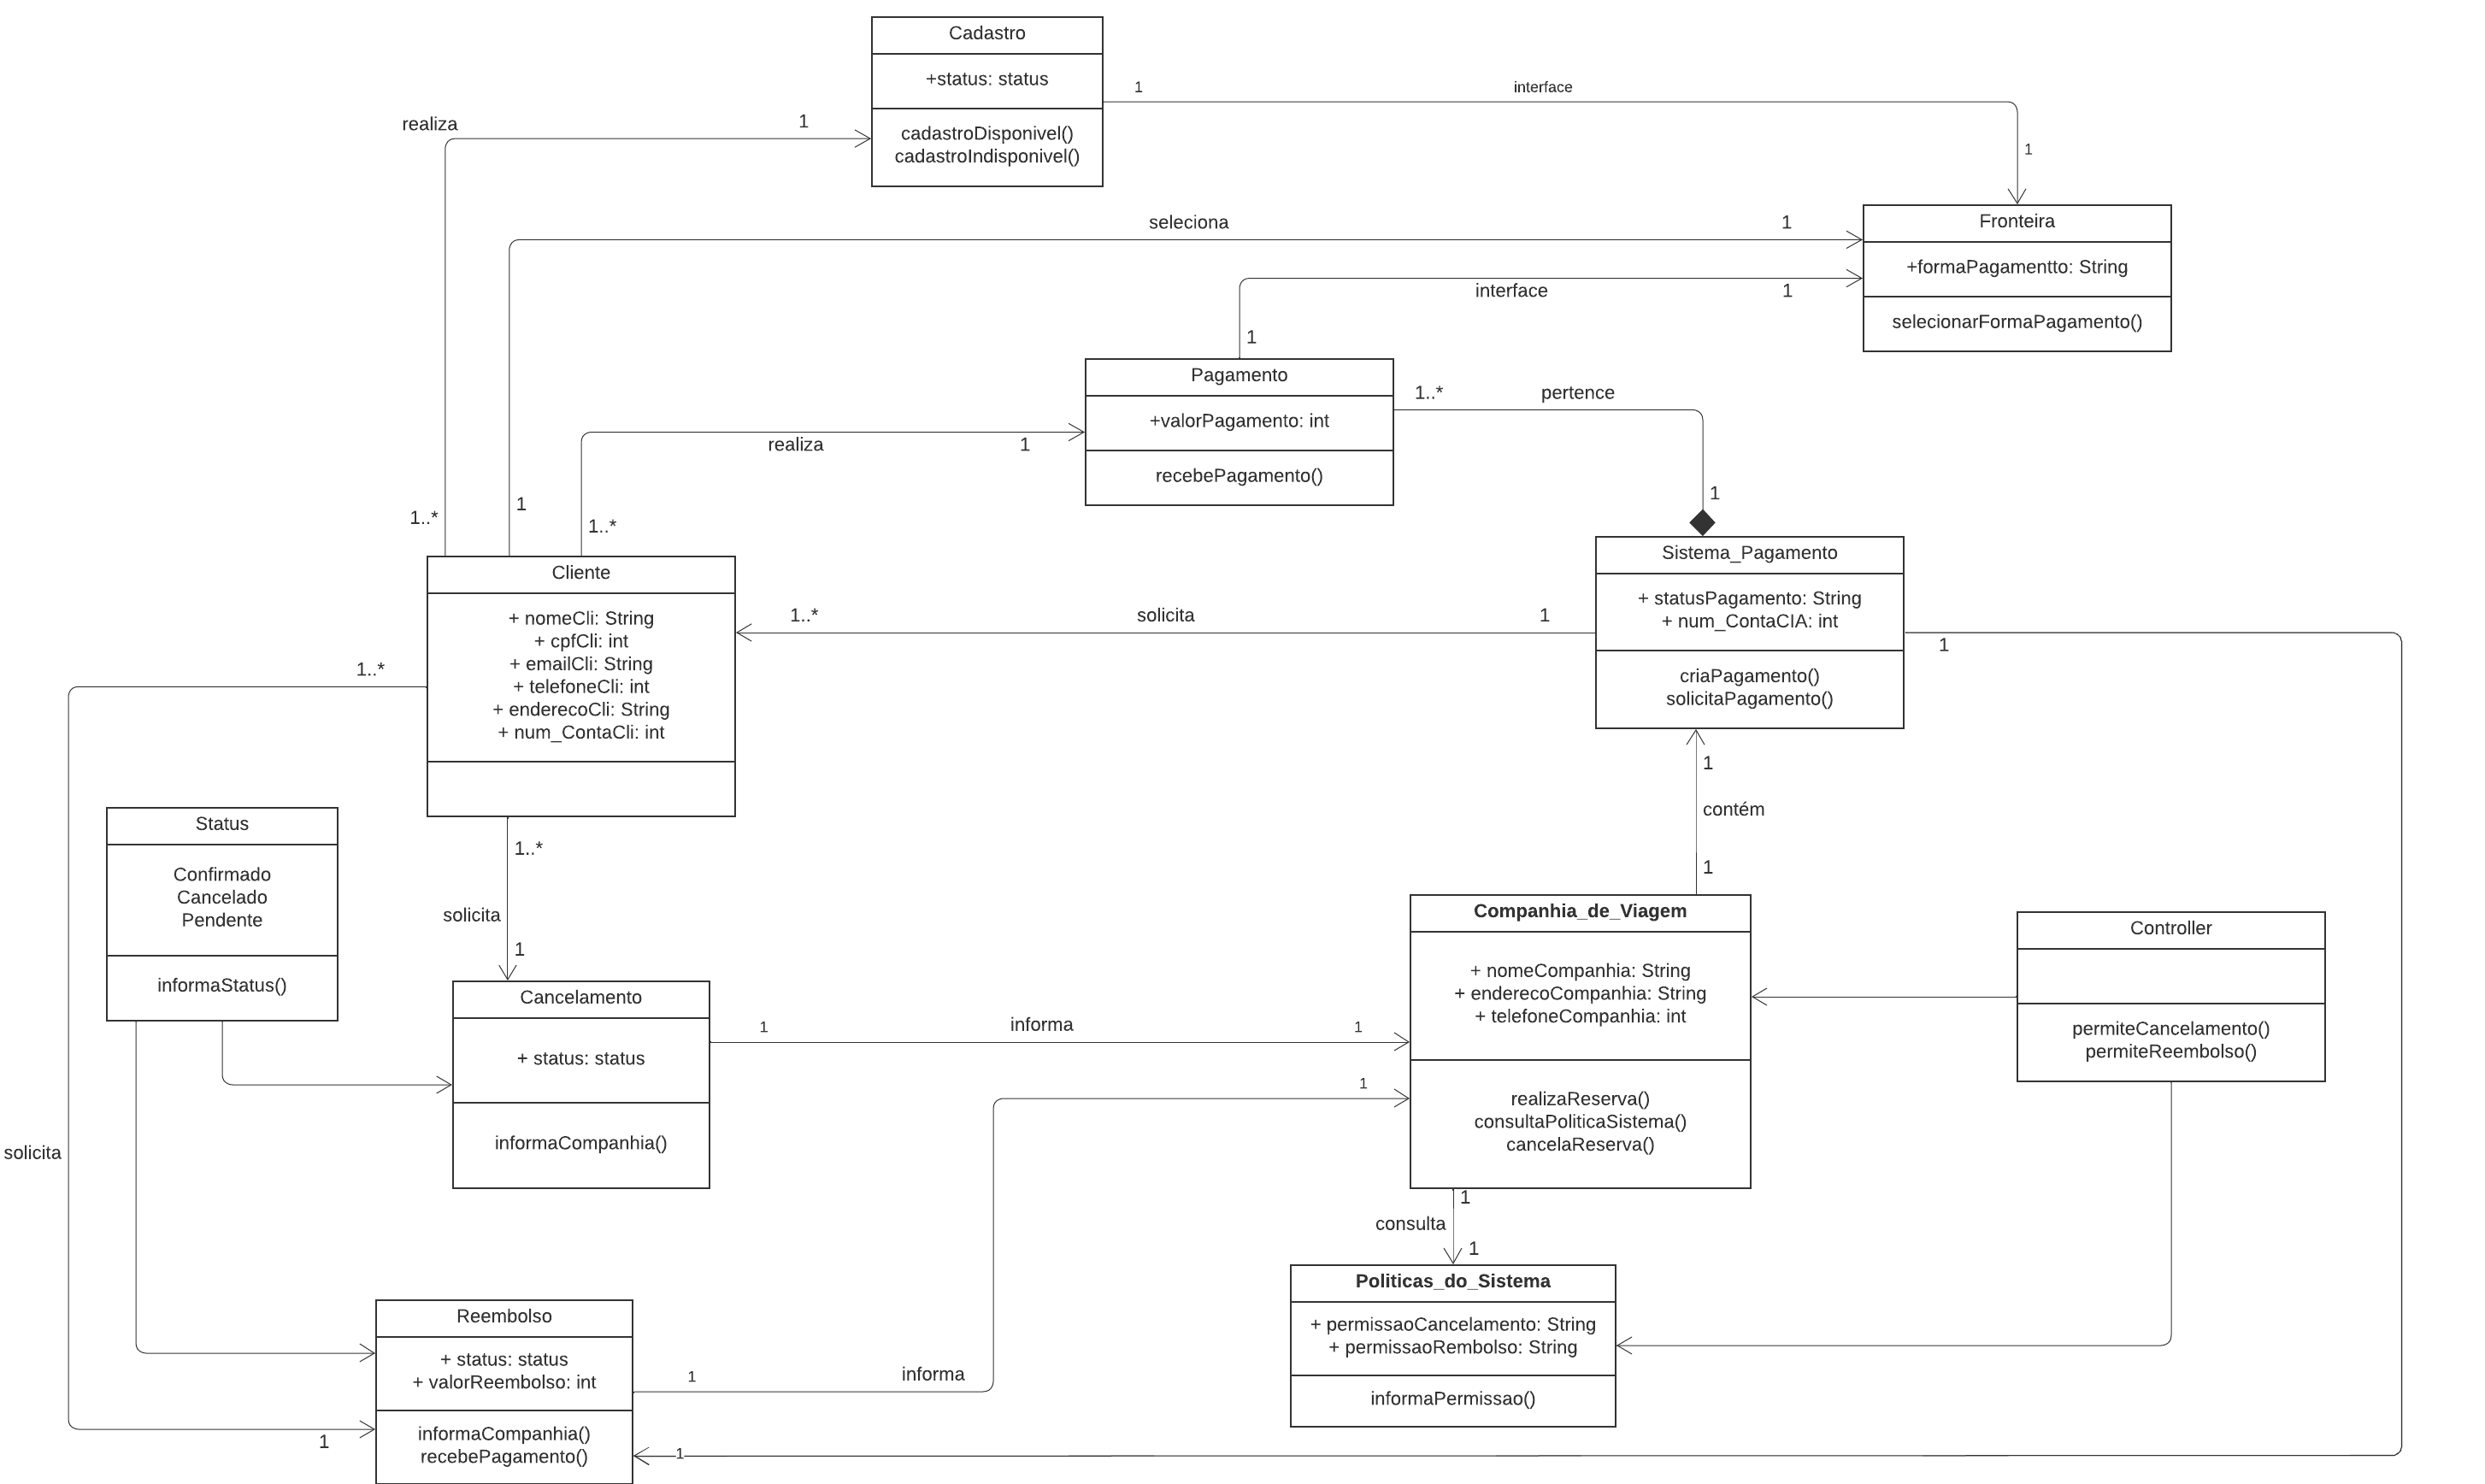 Cadastro
+status: status
cadastroDisponivel()
cadastroIndisponivel()
1
interface
1
realiza
1
1..*
Fronteira
+formaPagamentto: String
selecionarFormaPagamento()
seleciona
1
1
interface
1
1
Pagamento
+valorPagamento: int
recebePagamento()
1..*
pertence
1
realiza
1
1..*
Cliente
+ nomeCli: String
+ cpfCli: int
+ emailCli: String
+ telefoneCli: int
+ enderecoCli: String
+ num_ContaCli: int
1..*
solicita
1
Sistema_Pagamento
+ statusPagamento: String
+ num_ContaCIA: int
criaPagamento()
solicitaPagamento()
1
1..*
1
contém
1
Status
Confirmado
Cancelado
Pendente
informaStatus()
1..*
solicita
1
Cancelamento
+ status: status
informaCompanhia()
1
informa
1
Companhia_de_Viagem
+ nomeCompanhia: String
+ enderecoCompanhia: String
+ telefoneCompanhia: int
realizaReserva()
consultaPoliticaSistema()
cancelaReserva()
Controller
permiteCancelamento()
permiteReembolso()
1
solicita
1
consulta
1
Politicas_do_Sistema
+ permissaoCancelamento: String
+ permissaoRembolso: String
informaPermissao()
Reembolso
+ status: status
+ valorReembolso: int
informaCompanhia()
recebePagamento()
1
informa
1
1